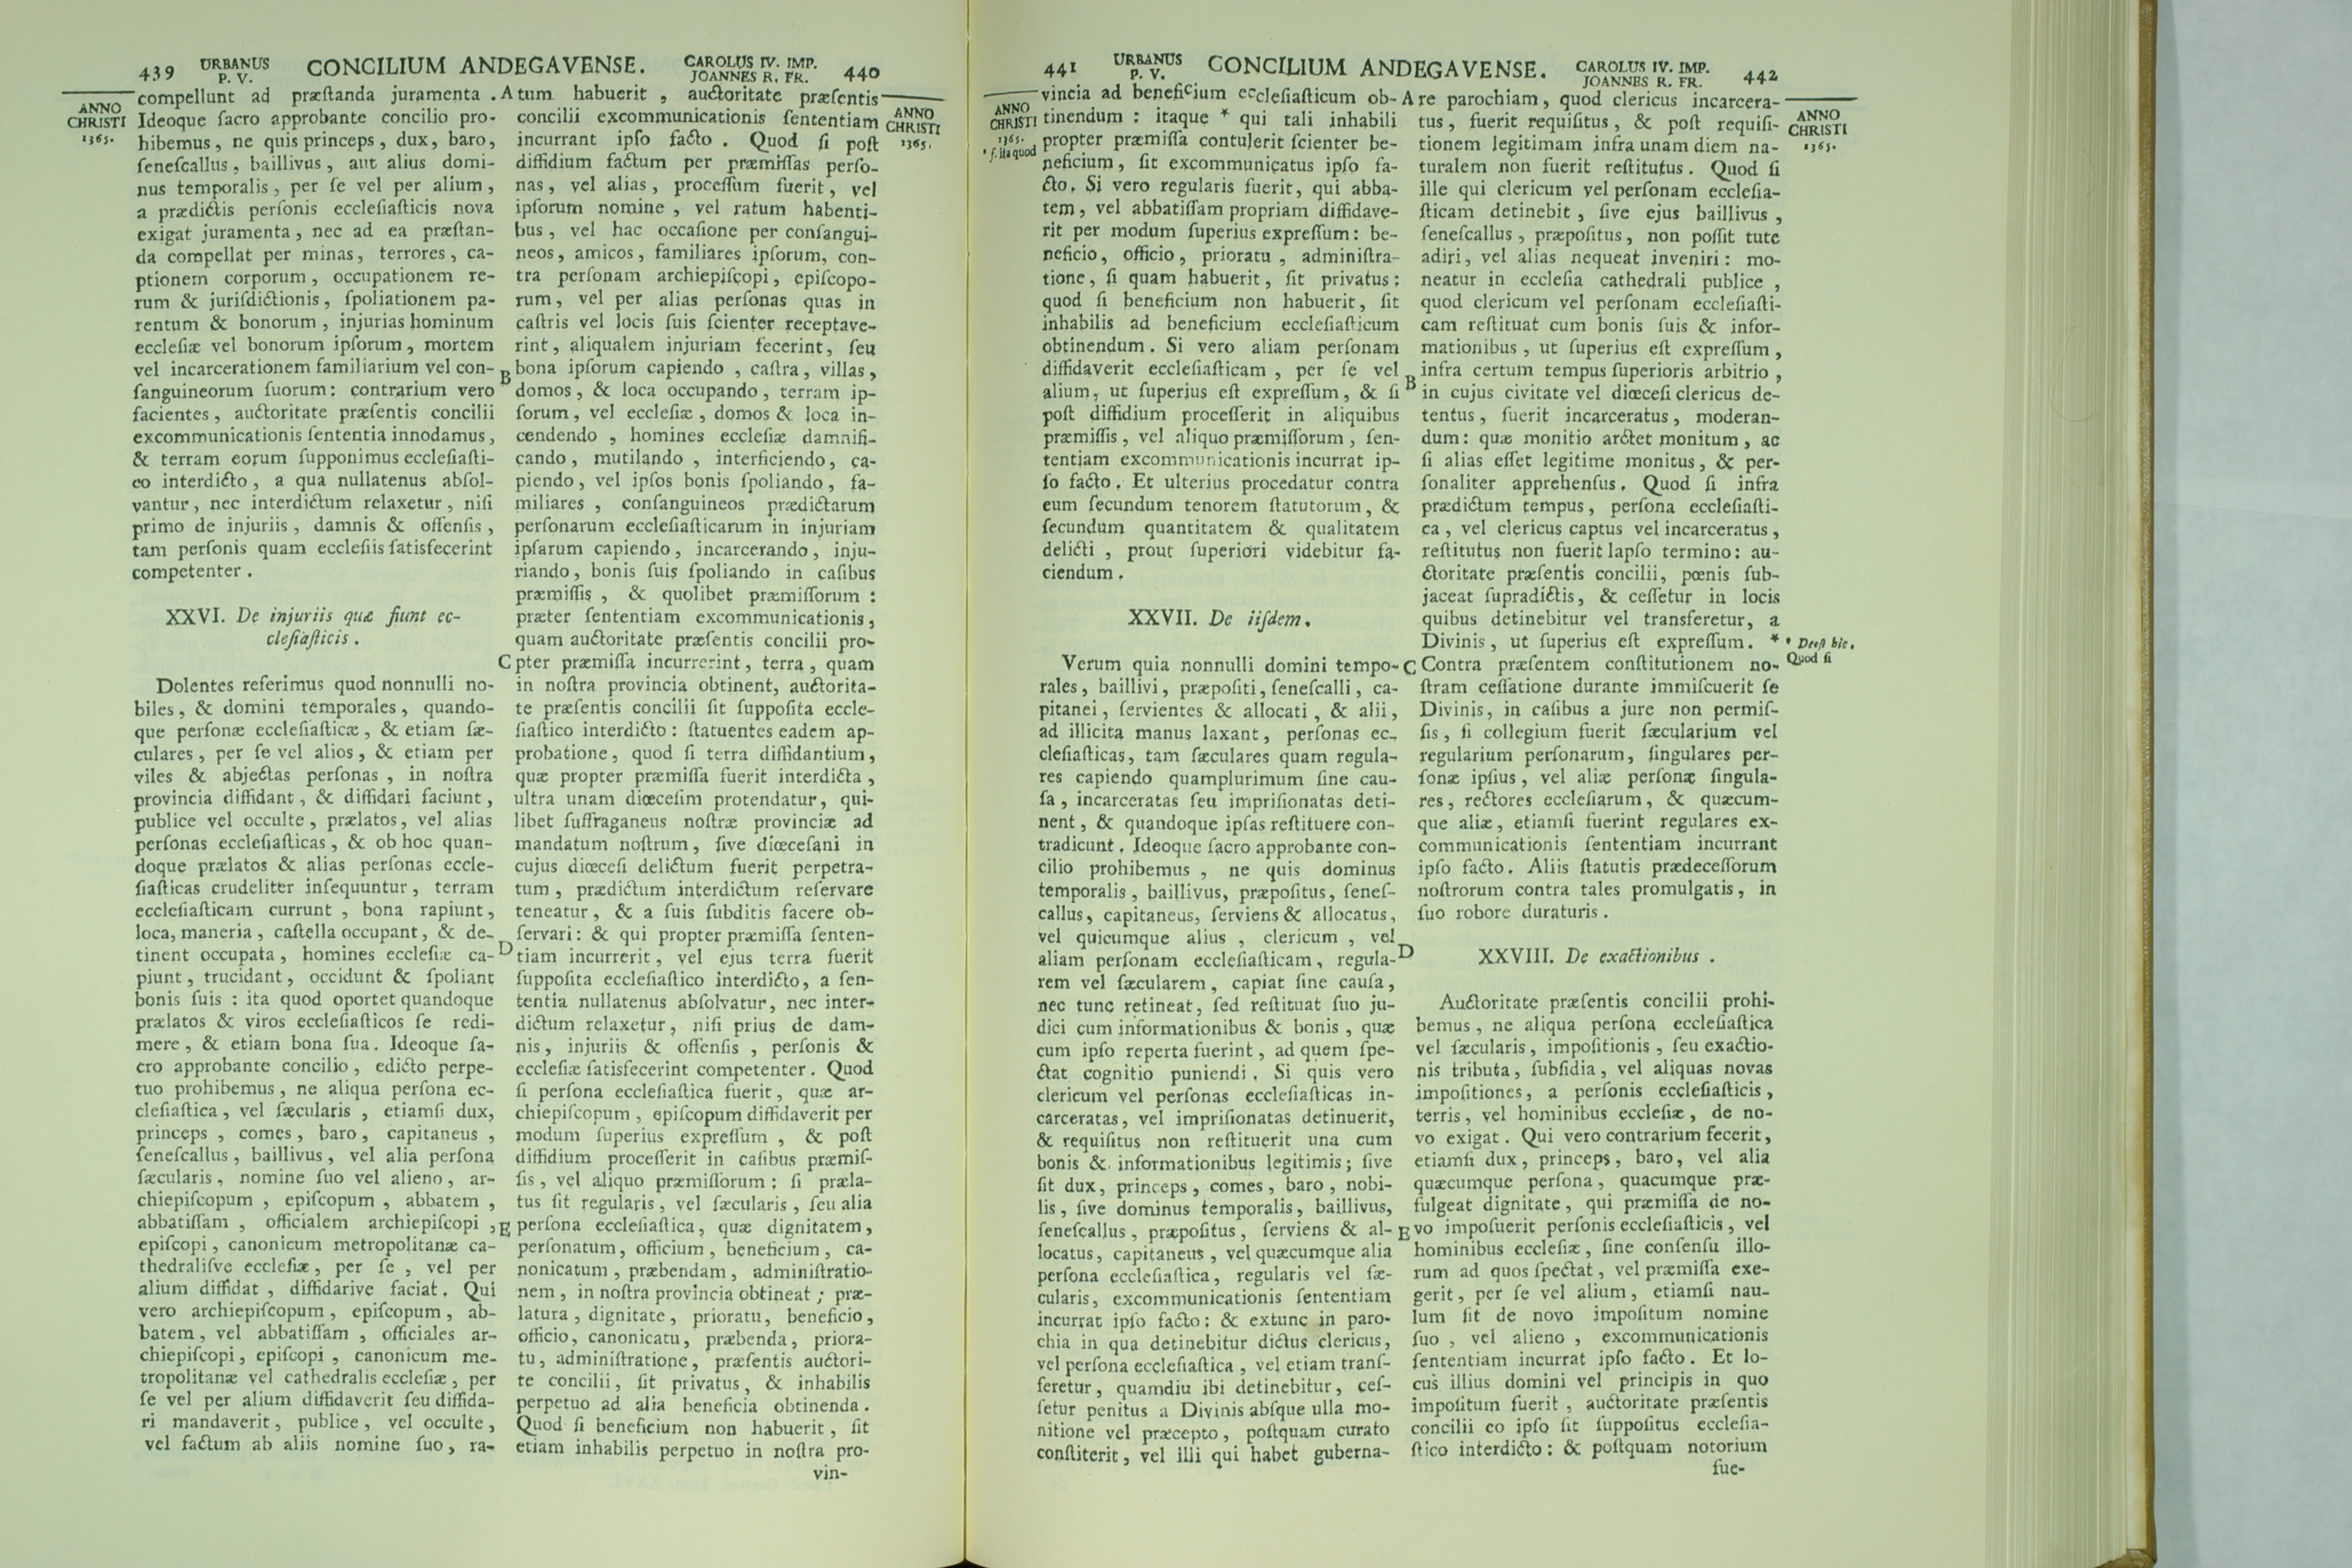 439 URBANUS P. V. CONCILIUM ANDEGAVENSE. CAROLUS IV. IMP. JOANNES R. FR. 440
ANNO
CHRISTI
1365.
compellunt ad præſtanda juramenta.
Ideoque ſacro approbante concilio pro-
hibemus, ne quis princeps, dux, baro,
ſeneſcallus, baillivus, aut alius domi-
nus temporalis, per ſe vel per alium,
a prædictis perſonis eccleſiaſticis nova
exigat juramenta, nec ad ea præſtan-
da compellat per minas, terrores, ca-
ptionem corporum, occupationem re-
rum & juriſdictionis, ſpoliationem pa-
rentum & bonorum, injurias hominum
eccleſiæ vel bonorum ipſorum, mortem
vel incarcerationem familiarium vel con-
ſanguineorum ſuorum: contrarium vero
facientes, auctoritate præſentis concilii
excommunicationis ſententia innodamus,
& terram eorum ſupponimus eccleſiaſti-
co interdicto, a qua nullatenus abſol-
vantur, nec interdictum relaxetur, niſi
primo de injuriis, damnis & offenſis,
tam perſonis quam eccleſiis ſatisfecerint
competenter.
XXVI. De injuriis quæ fiunt ec-
cleſiaſticis.
Dolentes referimus quod nonnulli no-
biles, & domini temporales, quando-
que perſonæ eccleſiaſticæ, & etiam ſæ-
culares, per ſe vel alios, & etiam per
viles & abjectas perſonas, in noſtra
provincia diffidant, & diffidari faciunt,
publice vel occulte, prælatos, vel alias
perſonas eccleſiaſticas, & ob hoc quan-
doque prælatos & alias perſonas eccle-
ſiaſticas crudeliter inſequuntur, terram
eccleſiaſticam currunt, bona rapiunt,
loca, maneria, caſtella occupant, & de-
tinent occupata, homines eccleſiæ ca-
piunt, trucidant, occidunt & ſpoliant
bonis ſuis: ita quod oportet quandoque
prælatos & viros eccleſiaſticos ſe redi-
mere, & etiam bona ſua. Ideoque ſa-
cro approbante concilio, edicto perpe-
tuo prohibemus, ne aliqua perſona ec-
cleſiaſtica, vel ſæcularis, etiamſi dux,
princeps, comes, baro, capitaneus,
ſeneſcallus, baillivus, vel alia perſona
ſæcularis, nomine ſuo vel alieno, ar-
chiepiſcopum, epiſcopum, abbatem,
abbatiſſam, officialem archiepiſcopi,
epiſcopi, canonicum metropolitanæ ca-
thedraliſve eccleſiæ, per ſe, vel per
alium diffidat, diffidarive faciat. Qui
vero archiepiſcopum, epiſcopum, ab-
batem, vel abbatiſſam, officiales ar-
chiepiſcopi, epiſcopi, canonicum me-
tropolitanæ vel cathedralis eccleſiæ, per
ſe vel per alium diffidaverit ſeu diffida-
ri mandaverit, publice, vel occulte,
vel factum ab aliis nomine ſuo, ra-
A
B
C
D
E
tum habuerit, auctoritate præſentis
concilii excommunicationis ſententiam
incurrant ipſo facto. Quod ſi poſt
diffidium factum per præmiſſas perſo-
nas, vel alias, proceſſum fuerit, vel
ipſorum nomine, vel ratum habenti-
bus, vel hac occaſione per conſangui-
neos, amicos, familiares ipſorum, con-
tra perſonam archiepiſcopi, epiſcopo-
rum, vel per alias perſonas quas in
caſtris vel locis ſuis ſcienter receptave-
rint, aliqualem injuriam fecerint, ſeu
bona ipſorum capiendo, caſtra, villas,
domos, & loca occupando, terram ip-
ſorum, vel eccleſiæ, domos & loca in-
cendendo, homines eccleſiæ damnifi-
cando, mutilando, interficiendo, ca-
piendo, vel ipſos bonis ſpoliando, fa-
miliares, conſanguineos prædictarum
perſonarum eccleſiaſticarum in injuriam
ipſarum capiendo, incarcerando, inju-
riando, bonis ſuis ſpoliando in caſibus
præmiſſis, & quolibet præmiſſorum:
præter ſententiam excommunicationis,
quam auctoritate præſentis concilii pro-
pter præmiſſa incurrerint, terra, quam
in noſtra provincia obtinent, auctorita-
te præſentis concilii ſit ſuppoſita eccle-
ſiaſtico interdicto: ſtatuentes eadem ap-
probatione, quod ſi terra diffidantium,
quæ propter præmiſſa fuerit interdicta,
ultra unam diœceſim protendatur, qui-
libet ſuffraganeus noſtræ provinciæ ad
mandatum noſtrum, ſive diœceſani in
cujus diœceſi delictum fuerit perpetra-
tum, prædictum interdictum reſervare
teneatur, & a ſuis ſubditis facere ob-
ſervari: & qui propter præmiſſa ſenten-
tiam incurrerit, vel ejus terra fuerit
ſuppoſita eccleſiaſtico interdicto, a ſen-
tentia nullatenus abſolvatur, nec inter-
dictum relaxetur, niſi prius de dam-
nis, injuriis & offenſis, perſonis &
eccleſiæ ſatisfecerint competenter. Quod
ſi perſona eccleſiaſtica fuerit, quæ ar-
chiepiſcopum, epiſcopum diffidaverit per
modum ſuperius expreſſum, & poſt
diffidium proceſſerit in caſibus præmiſ-
ſis, vel aliquo præmiſſorum: ſi præla-
tus ſit regularis, vel ſæcularis, ſeu alia
perſona eccleſiaſtica, quæ dignitatem,
perſonatum, officium, beneficium, ca-
nonicatum, præbendam, adminiſtratio-
nem, in noſtra provincia obtineat; præ-
latura, dignitate, prioratu, beneficio,
officio, canonicatu, præbenda, priora-
tu, adminiſtratione, præſentis auctori-
te concilii, ſit privatus, & inhabilis
perpetuo ad alia beneficia obtinenda.
Quod ſi beneficium non habuerit, ſit
etiam inhabilis perpetuo in noſtra pro-
vin-
ANNO
CHRISTI
1365.
441 URBANUS P. V. CONCILIUM ANDEGAVENSE. CAROLUS IV. IMP. JOANNES R. FR. 442
ANNO
CHRISTI
1365.
* ſ. ita quod
vincia ad beneficium eccleſiaſticum ob-
tinendum: itaque * qui tali inhabili
propter præmiſſa contulerit ſcienter be-
neficium, ſit excommunicatus ipſo fa-
cto. Si vero regularis fuerit, qui abba-
tem, vel abbatiſſam propriam diffidave-
rit per modum ſuperius expreſſum: be-
neficio, officio, prioratu, adminiſtra-
tione, ſi quam habuerit, ſit privatus:
quod ſi beneficium non habuerit, ſit
inhabilis ad beneficium eccleſiaſticum
obtinendum. Si vero aliam perſonam
diffidaverit eccleſiaſticam, per ſe vel
alium, ut ſuperius eſt expreſſum, & ſi
poſt diffidium proceſſerit in aliquibus
præmiſſis, vel aliquo præmiſſorum, ſen-
tentiam excommunicationis incurrat ip-
ſo facto. Et ulterius procedatur contra
eum ſecundum tenorem ſtatutorum, &
ſecundum quantitatem & qualitatem
delicti, prout ſuperiori videbitur fa-
ciendum.
XXVII. De iiſdem.
Verum quia nonnulli domini tempo-
rales, baillivi, præpoſiti, ſeneſcalli, ca-
pitanei, ſervientes & allocati, & alii,
ad illicita manus laxant, perſonas ec-
cleſiaſticas, tam ſæculares quam regula-
res capiendo quamplurimum ſine cau-
ſa, incarceratas ſeu impriſionatas deti-
nent, & quandoque ipſas reſtituere con-
tradicunt. Ideoque ſacro approbante con-
cilio prohibemus, ne quis dominus
temporalis, baillivus, præpoſitus, ſeneſ-
callus, capitaneus, ſerviens & allocatus,
vel quicumque alius, clericum, vel
aliam perſonam eccleſiaſticam, regula-
rem vel ſæcularem, capiat ſine cauſa,
nec tunc retineat, ſed reſtituat ſuo ju-
dici cum informationibus & bonis, quæ
cum ipſo reperta fuerint, ad quem ſpe-
ctat cognitio puniendi. Si quis vero
clericum vel perſonas eccleſiaſticas in-
carceratas, vel impriſionatas detinuerit,
& requiſitus non reſtituerit una cum
bonis & informationibus legitimis; ſive
ſit dux, princeps, comes, baro, nobi-
lis, ſive dominus temporalis, baillivus,
ſeneſcallus, præpoſitus, ſerviens & al-
locatus, capitaneus, vel quæcumque alia
perſona eccleſiaſtica, regularis vel ſæ-
cularis, excommunicationis ſententiam
incurrat ipſo facto: & extunc in paro-
chia in qua detinebitur dictus clericus,
vel perſona eccleſiaſtica, vel etiam tranſ-
feretur, quamdiu ibi detinebitur, ceſ-
ſetur penitus a Divinis abſque ulla mo-
nitione vel præcepto, poſtquam curato
conſtiterit, vel illi qui habet guberna-
A
B
C
D
E
re parochiam, quod clericus incarcera-
tus, fuerit requiſitus, & poſt requiſi-
tionem legitimam infra unam diem na-
turalem non fuerit reſtitutus. Quod ſi
ille qui clericum vel perſonam eccleſia-
ſticam detinebit, ſive ejus baillivus,
ſeneſcallus, præpoſitus, non poſſit tute
adiri, vel alias nequeat inveniri: mo-
neatur in eccleſia cathedrali publice,
quod clericum vel perſonam eccleſiaſti-
cam reſtituat cum bonis ſuis & infor-
mationibus, ut ſuperius eſt expreſſum,
infra certum tempus ſuperioris arbitrio,
in cujus civitate vel diœceſi clericus de-
tentus, fuerit incarceratus, moderan-
dum: quæ monitio arctet monitum, ac
ſi alias eſſet legitime monitus, & per-
ſonaliter apprehenſus. Quod ſi infra
prædictum tempus, perſona eccleſiaſti-
ca, vel clericus captus vel incarceratus,
reſtitutus non fuerit lapſo termino: au-
ctoritate præſentis concilii, pœnis ſub-
jaceat ſupradictis, & ceſſetur in locis
quibus detinebitur vel transferetur, a
Divinis, ut ſuperius eſt expreſſum. *
Contra præſentem conſtitutionem no-
ſtram ceſſatione durante immiſcuerit ſe
Divinis, in caſibus a jure non permiſ-
ſis, ſi collegium fuerit ſæcularium vel
regularium perſonarum, ſingulares per-
ſonæ ipſius, vel aliæ perſonæ ſingula-
res, rectores eccleſiarum, & quæcum-
que aliæ, etiamſi fuerint regulares ex-
communicationis ſententiam incurrant
ipſo facto. Aliis ſtatutis prædeceſſorum
noſtrorum contra tales promulgatis, in
ſuo robore duraturis.
XXVIII. De exactionibus.
Auctoritate præſentis concilii prohi-
bemus, ne aliqua perſona eccleſiaſtica
vel ſæcularis, impoſitionis, ſeu exactio-
nis tributa, ſubſidia, vel aliquas novas
impoſitiones, a perſonis eccleſiaſticis,
terris, vel hominibus eccleſiæ, de no-
vo exigat. Qui vero contrarium fecerit,
etiamſi dux, princeps, baro, vel alia
quæcumque perſona, quacumque præ-
fulgeat dignitate, qui præmiſſa de no-
vo impoſuerit perſonis eccleſiaſticis, vel
hominibus eccleſiæ, ſine conſenſu illo-
rum ad quos ſpectat, vel præmiſſa exe-
gerit, per ſe vel alium, etiamſi nau-
lum ſit de novo impoſitum nomine
ſuo, vel alieno, excommunicationis
ſententiam incurrat ipſo facto. Et lo-
cus illius domini vel principis in quo
impoſitum fuerit, auctoritate præſentis
concilii eo ipſo ſit ſuppoſitus eccleſia-
ſtico interdicto: & poſtquam notorium
fue-
ANNO
CHRISTI
1365.
* Deeſt hic.
Quod ſi